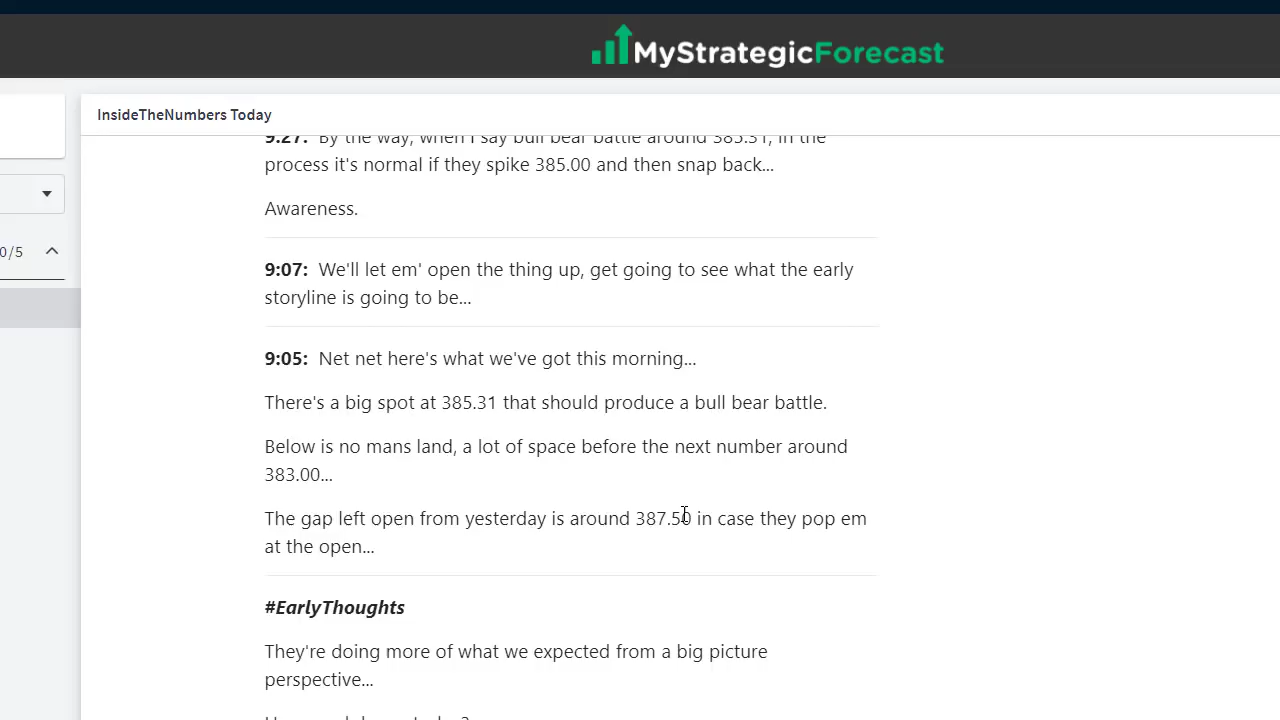 MyStrategicForecast
InsideTheNumbers Today
9:27: By the way, when I say bull bear battle around 385.31, in the
process it's normal if they spike 385.00 and then snap back...
Awareness.
0/5
9:07: We'll let em' open the thing up, get going to see what the early
storyline is going to be...
9:05: Net net here's what we've got this morning...
There's a big spot at 385.31 that should produce a bull bear battle.
Below is no mans land, a lot of space before the next number around
383.00...
The gap left open from yesterday is around 387.50 in case they pop em
at the open...
#EarlyThoughts
They're doing more of what we expected from a big picture
perspective...